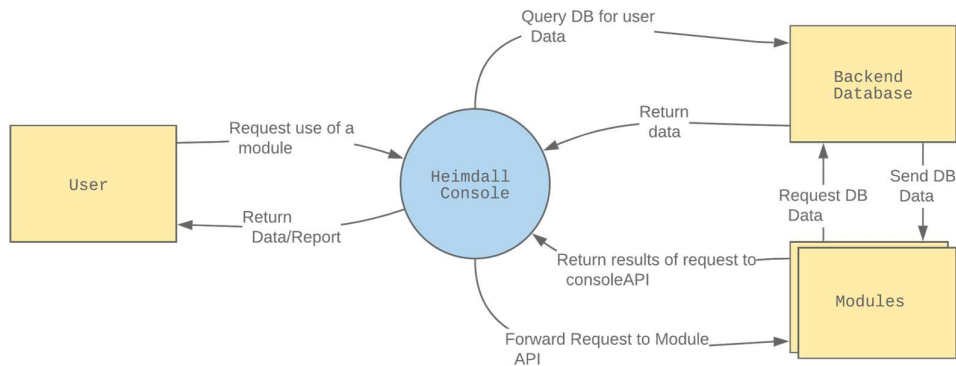 Query DB for user
Data
Backend
Database
Request use of a
module
Return
data
User
Heimdall
Console
Request DB
Data
Send DB
Data
Return
Data/Report
Return results of request to
consoleAPI
Modules
Forward Request to Module
API